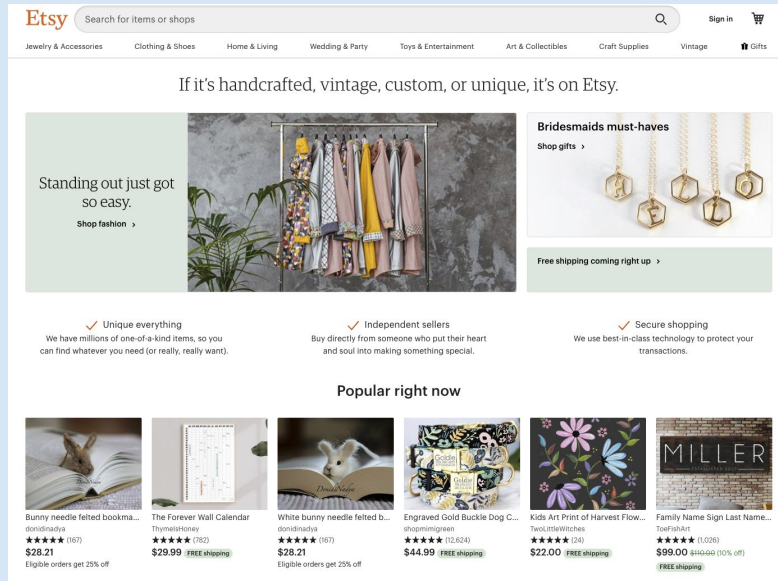 Etsy
Search for items or shops
Sign in
Jewelry & Accessories
Clothing & Shoes
Home & Living
Wedding & Party
Toys & Entertainment
Art & Collectibles
Craft Supplies
Vintage
Gifts
If it's handcrafted, vintage, custom, or unique, it's on Etsy.
Standing out just got
so easy.
Shop fashion >
Bridesmaids must-haves
Shop gifts >
H E L L O
Free shipping coming right up >
Unique everything
We have millions of one-of-a-kind items, so you
can find whatever you need (or really, really want).
Independent sellers
Buy directly from someone who put their heart
and soul into making something special.
Secure shopping
We use best-in-class technology to protect your
transactions.
Popular right now
Bunny needle felted bookma...
donidinadya
★★★★★ (167)
$28.21
Eligible orders get 25% off
The Forever Wall Calendar
ThymeIsHoney
★★★★★ (782)
$29.99 FREE shipping
DonidiNadya
White bunny needle felted b...
donidinadya
★★★★★ (167)
$28.21
Eligible orders get 25% off
Goldie
Goldie
Engraved Gold Buckle Dog C...
shopmimigreen
★★★★★ (12,624)
$44.99 FREE shipping
Kids Art Print of Harvest Flow...
TwoLittleWitches
★★★★★ (24)
$22.00 FREE shipping
MILLER
Family Name Sign Last Name...
ToeFishArt
★★★★★ (1,026)
$99.00 $110.00 (10% off)
FREE shipping